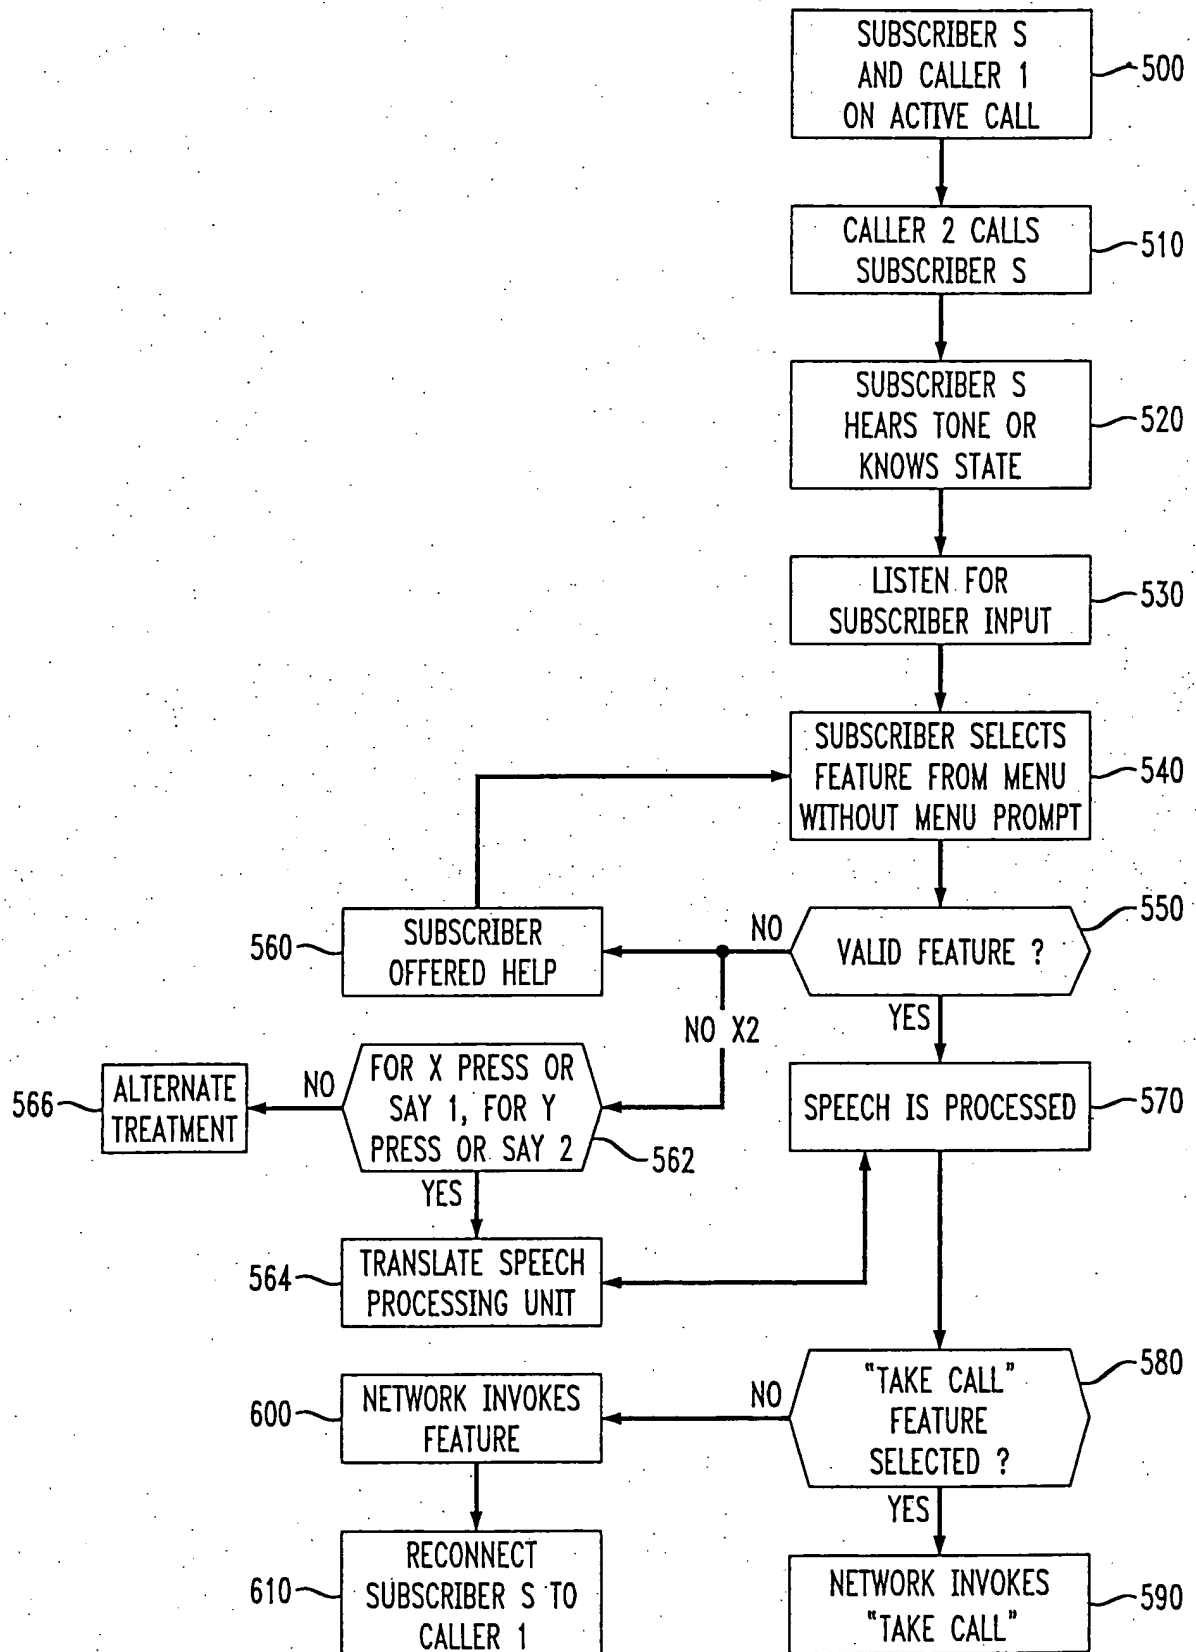 SUBSCRIBER S
AND CALLER 1
ON ACTIVE CALL
500
CALLER 2 CALLS
SUBSCRIBER S
510
SUBSCRIBER S
HEARS TONE OR
KNOWS STATE
520
LISTEN FOR
SUBSCRIBER INPUT
530
SUBSCRIBER SELECTS
FEATURE FROM MENU
WITHOUT MENU PROMPT
540
VALID FEATURE ?
550
NO
560
SUBSCRIBER
OFFERED HELP
YES
NO X2
FOR X PRESS OR
SAY 1, FOR Y
PRESS OR SAY 2
562
NO
566
ALTERNATE
TREATMENT
SPEECH IS PROCESSED
570
YES
564
TRANSLATE SPEECH
PROCESSING UNIT
"TAKE CALL"
FEATURE
SELECTED ?
580
NO
600
NETWORK INVOKES
FEATURE
YES
610
RECONNECT
SUBSCRIBER S TO
CALLER 1
NETWORK INVOKES
"TAKE CALL"
590